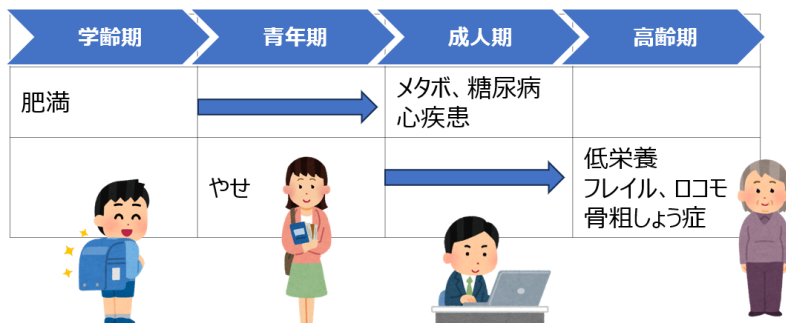 学齢期
青年期
成人期
高齢期
肥満
メタボ、糖尿病
心疾患
やせ
低栄養
フレイル、ロコモ
骨粗しょう症